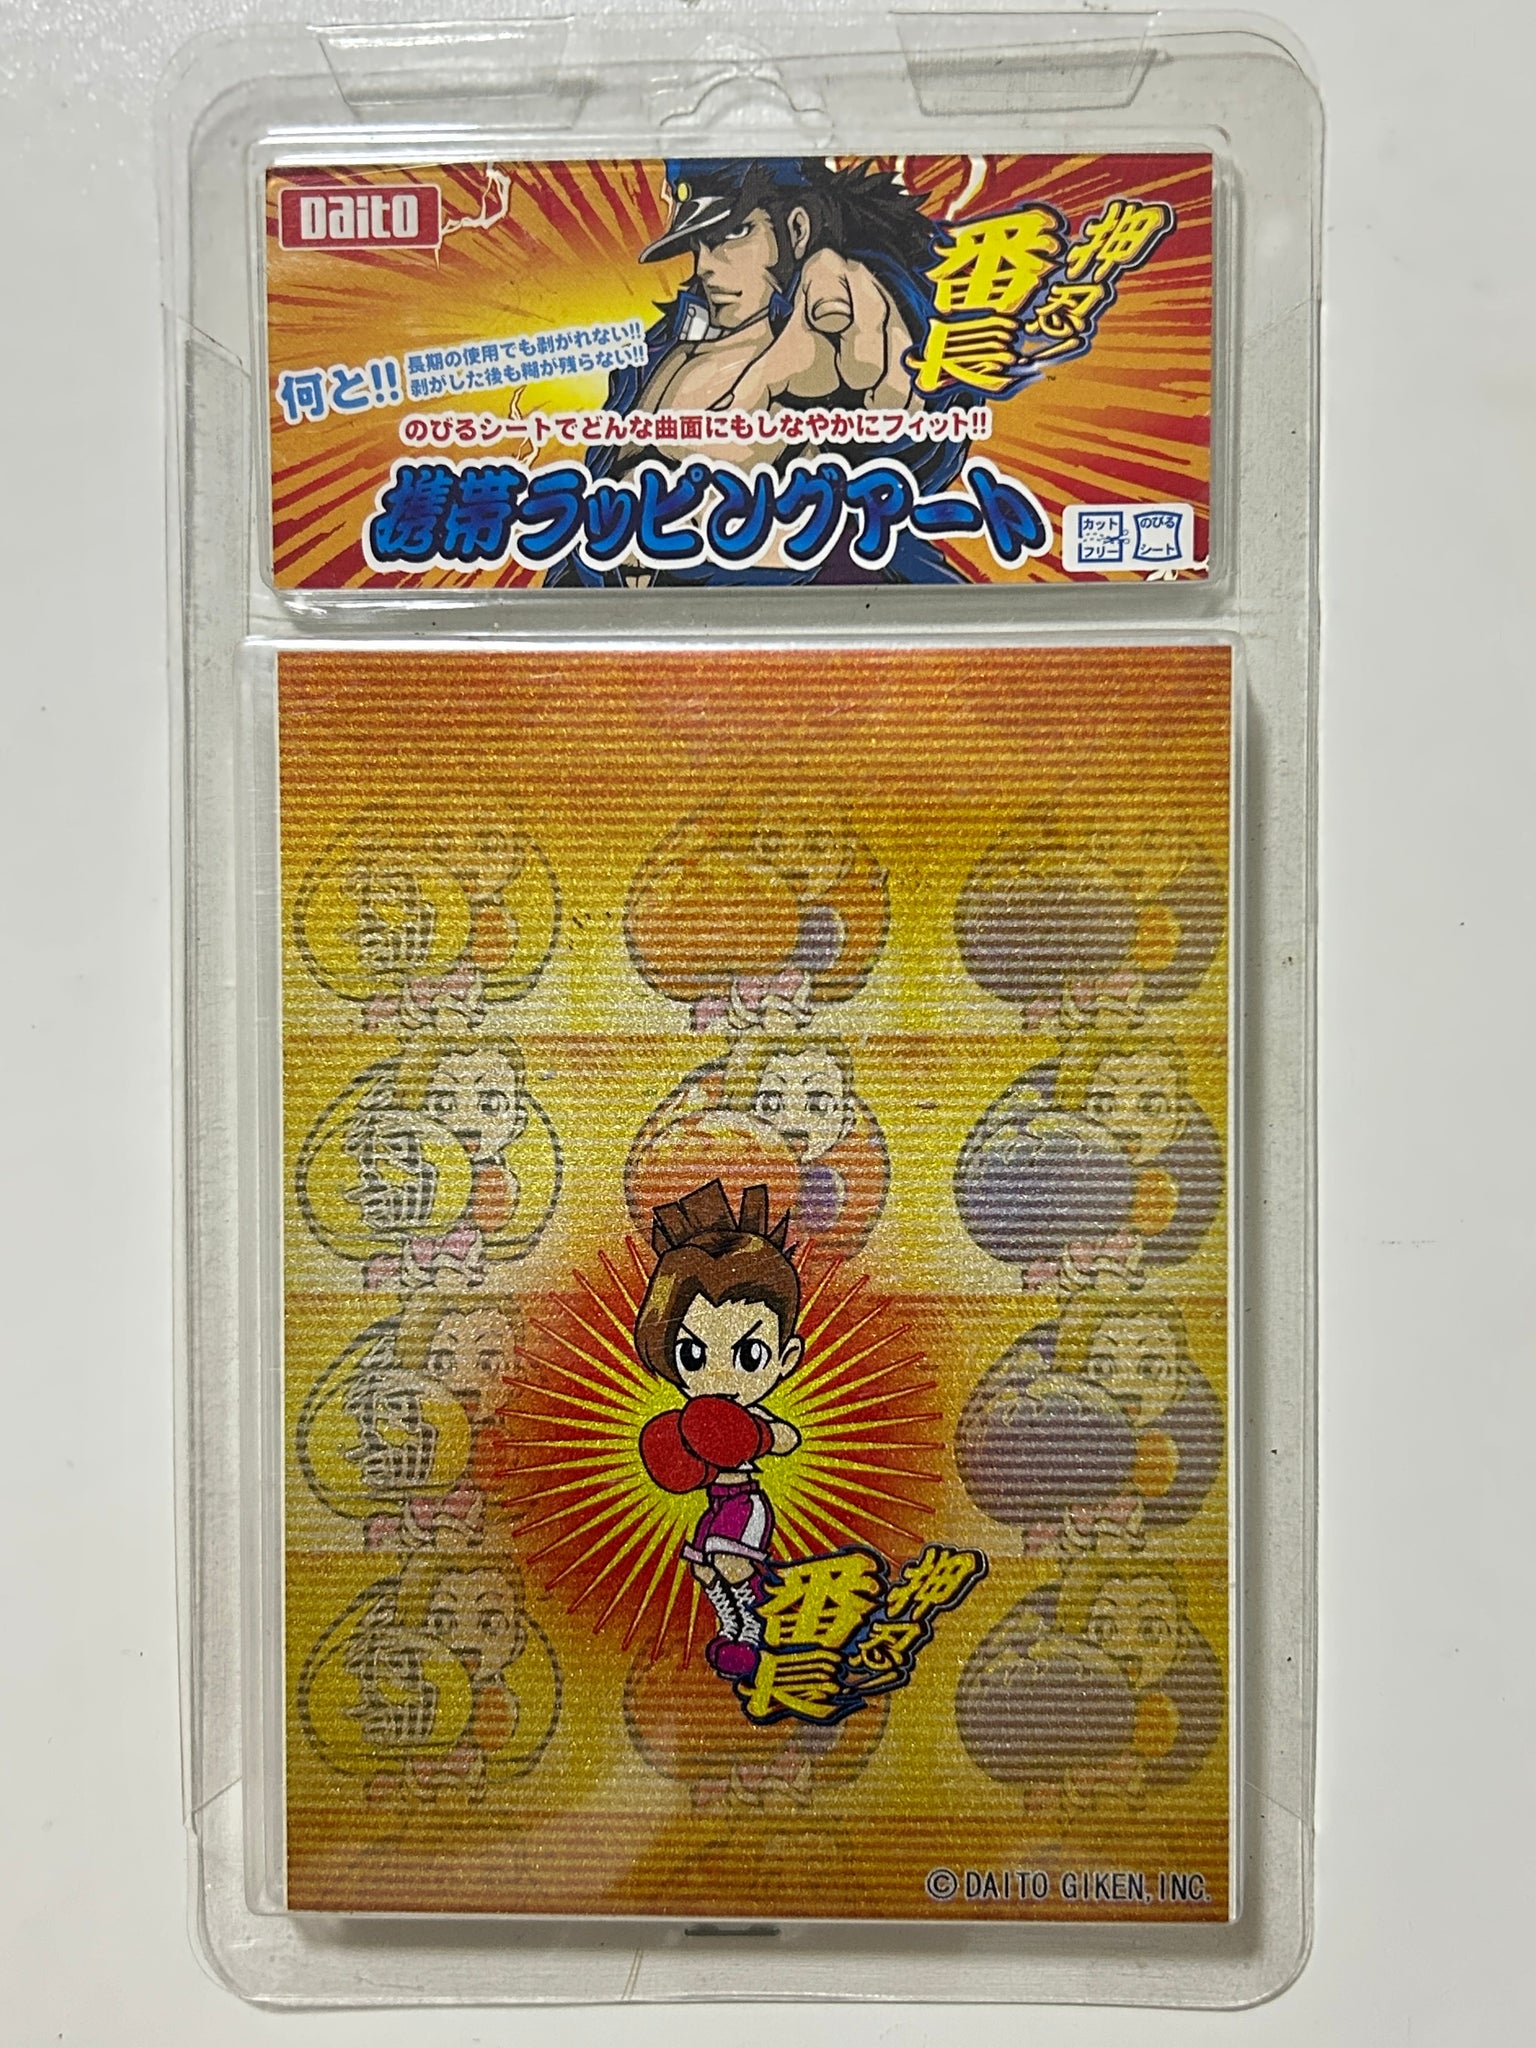 Daito
押忍!
番長
何と!!
長期の使用でも剥がれない!!
剥がした後も糊が残らない!!
のびるシートでどんな曲面にもしなやかにフィット!!
携帯ラッピングアート
カット
フリー
のびる
シート
押忍!
番長
©DAITO GIKEN,INC.